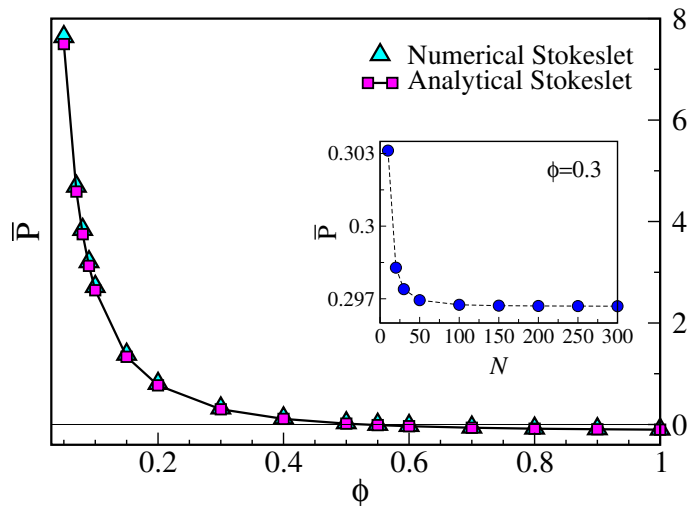 8
Numerical Stokeslet
Analytical Stokeslet
6
0.303
ϕ=0.3
P̅
P̅
0.3
4
0.297
0 50 100 150 200 250 300
2
N
0
0.2 0.4 0.6 0.8 1
ϕ